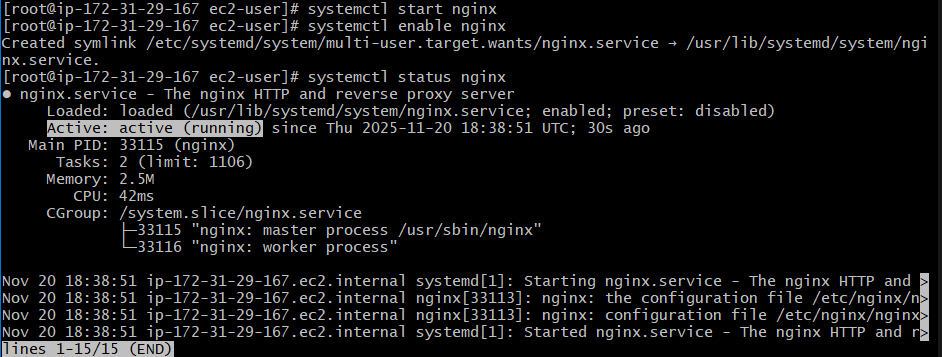 [root@ip-172-31-29-167 ec2-user]# systemctl start nginx
[root@ip-172-31-29-167 ec2-user]# systemctl enable nginx
Created symlink /etc/systemd/system/multi-user.target.wants/nginx.service → /usr/lib/systemd/system/ngi
nx.service.
[root@ip-172-31-29-167 ec2-user]# systemctl status nginx
● nginx.service - The nginx HTTP and reverse proxy server
     Loaded: loaded (/usr/lib/systemd/system/nginx.service; enabled; preset: disabled)
     Active: active (running) since Thu 2025-11-20 18:38:51 UTC; 30s ago
   Main PID: 33115 (nginx)
      Tasks: 2 (limit: 1106)
     Memory: 2.5M
        CPU: 42ms
     CGroup: /system.slice/nginx.service
             ├─33115 "nginx: master process /usr/sbin/nginx"
             └─33116 "nginx: worker process"

Nov 20 18:38:51 ip-172-31-29-167.ec2.internal systemd[1]: Starting nginx.service - The nginx HTTP and >
Nov 20 18:38:51 ip-172-31-29-167.ec2.internal nginx[33113]: nginx: the configuration file /etc/nginx/n>
Nov 20 18:38:51 ip-172-31-29-167.ec2.internal nginx[33113]: nginx: configuration file /etc/nginx/nginx>
Nov 20 18:38:51 ip-172-31-29-167.ec2.internal systemd[1]: Started nginx.service - The nginx HTTP and r>
lines 1-15/15 (END)